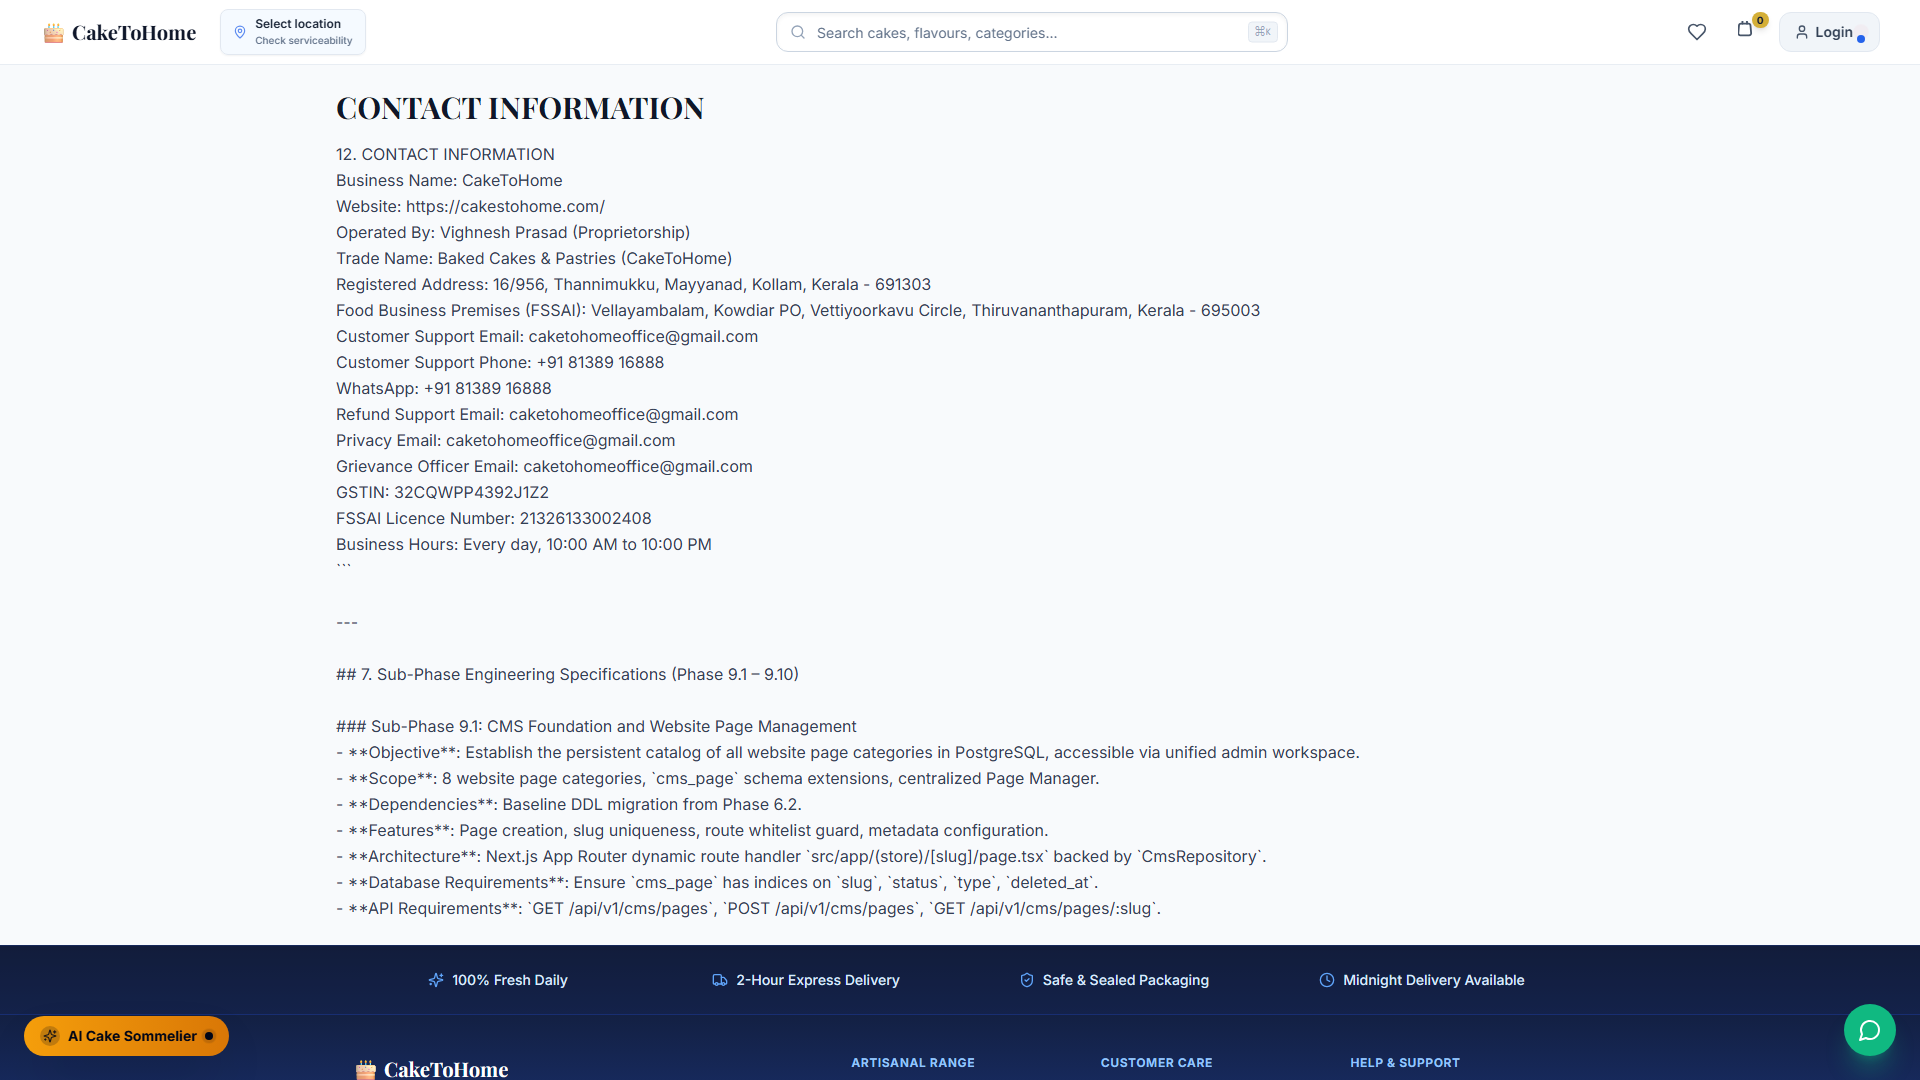 CakeToHome
Select location
Check serviceability
Search cakes, flavours, categories...
⌘K
0
Login
CONTACT INFORMATION
12. CONTACT INFORMATION
Business Name: CakeToHome
Website: https://cakestohome.com/
Operated By: Vighnesh Prasad (Proprietorship)
Trade Name: Baked Cakes & Pastries (CakeToHome)
Registered Address: 16/956, Thannimukku, Mayyanad, Kollam, Kerala - 691303
Food Business Premises (FSSAI): Vellayambalam, Kowdiar PO, Vettiyoorkavu Circle, Thiruvananthapuram, Kerala - 695003
Customer Support Email: caketohomeoffice@gmail.com
Customer Support Phone: +91 81389 16888
WhatsApp: +91 81389 16888
Refund Support Email: caketohomeoffice@gmail.com
Privacy Email: caketohomeoffice@gmail.com
Grievance Officer Email: caketohomeoffice@gmail.com
GSTIN: 32CQWPP4392J1Z2
FSSAI Licence Number: 21326133002408
Business Hours: Every day, 10:00 AM to 10:00 PM
```
---
## 7. Sub-Phase Engineering Specifications (Phase 9.1 – 9.10)
### Sub-Phase 9.1: CMS Foundation and Website Page Management
- **Objective**: Establish the persistent catalog of all website page categories in PostgreSQL, accessible via unified admin workspace.
- **Scope**: 8 website page categories, `cms_page` schema extensions, centralized Page Manager.
- **Dependencies**: Baseline DDL migration from Phase 6.2.
- **Features**: Page creation, slug uniqueness, route whitelist guard, metadata configuration.
- **Architecture**: Next.js App Router dynamic route handler `src/app/(store)/[slug]/page.tsx` backed by `CmsRepository`.
- **Database Requirements**: Ensure `cms_page` has indices on `slug`, `status`, `type`, `deleted_at`.
- **API Requirements**: `GET /api/v1/cms/pages`, `POST /api/v1/cms/pages`, `GET /api/v1/cms/pages/:slug`.
100% Fresh Daily
2-Hour Express Delivery
Safe & Sealed Packaging
Midnight Delivery Available
AI Cake Sommelier
CakeToHome
ARTISANAL RANGE
CUSTOMER CARE
HELP & SUPPORT